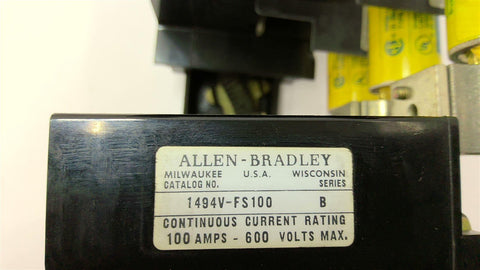 ALLEN-BRADLEY
MILWAUKEE U.S.A. WISCONSIN
CATALOG NO. SERIES
1494V-FS100 B
CONTINUOUS CURRENT RATING
100 AMPS - 600 VOLTS MAX.